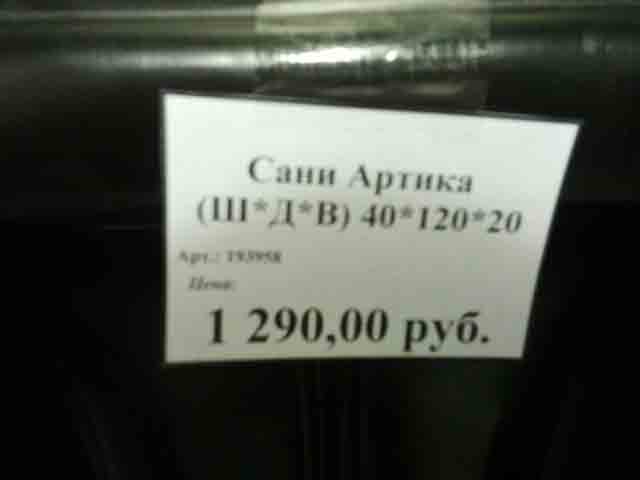 Сани Артика
(Ш*Д*В) 40*120*20
Арт.: 193958
Цена:
1 290,00 руб.